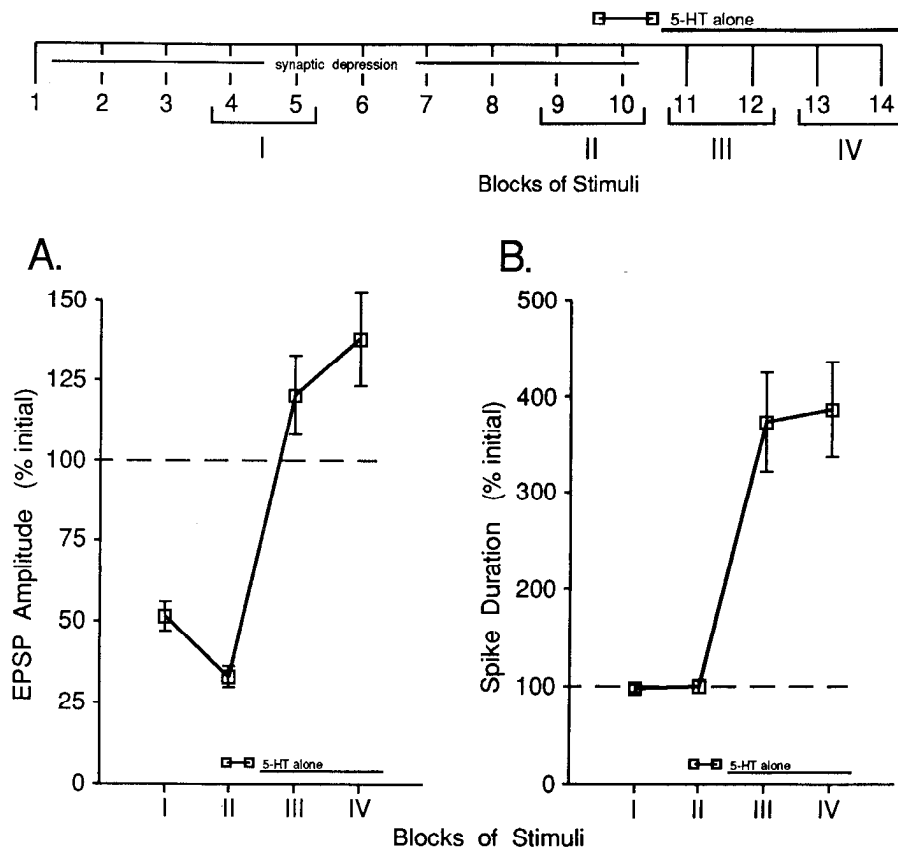 5-HT alone
synaptic depression
1 2 3 4 5 6 7 8 9 10 11 12 13 14
I II III IV
Blocks of Stimuli
A.
EPSP Amplitude (% initial)
150
125
100
75
50
25
0
5-HT alone
I II III IV
B.
Spike Duration (% initial)
500
400
300
200
100
0
5-HT alone
I II III IV
Blocks of Stimuli